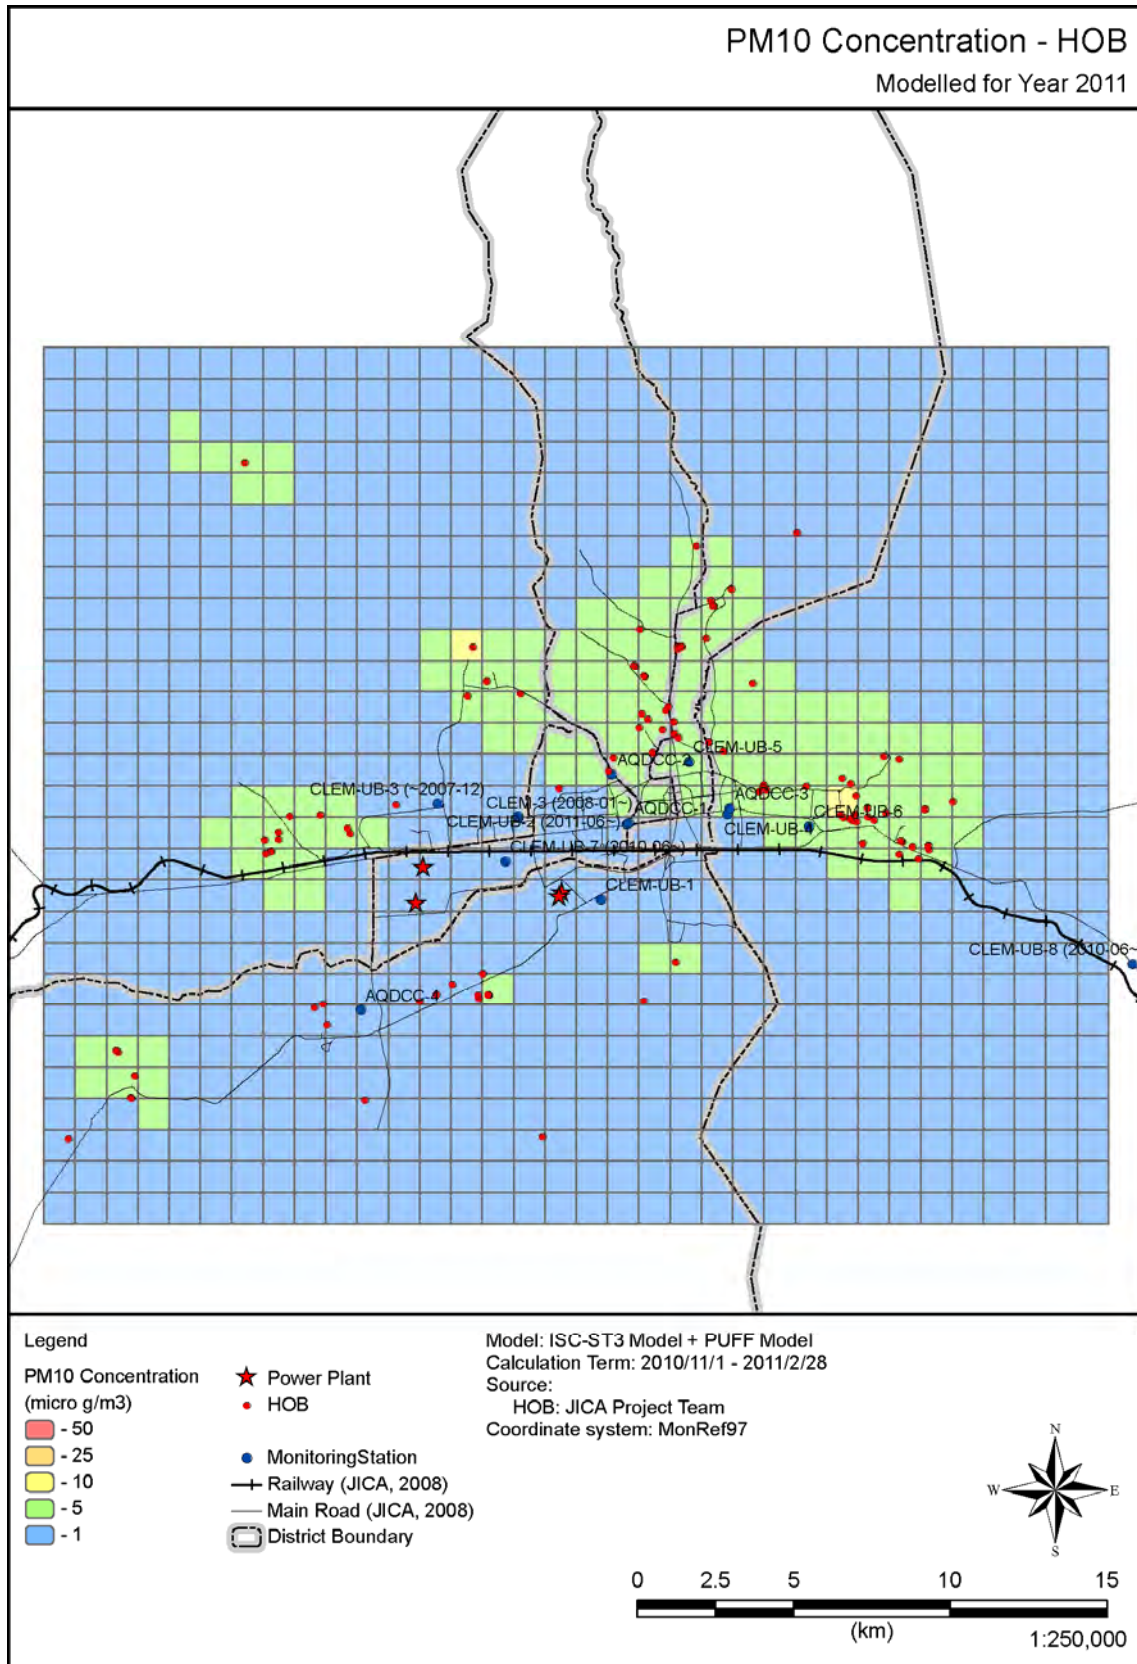 PM10 Concentration - HOB
Modelled for Year 2011
CLEM-UB-5
AQDCC-2
CLEM-UB-3 (~2007-12)
CLEM-3 (2008-01~)
AQDCC-1
AQDCC-3
CLEM-UB-2 (2011-06~)
CLEM-UB-4
CLEM-UB-6
CLEM-UB-7 (2010-06~)
CLEM-UB-1
CLEM-UB-8 (2010-06~
AQDCC-4
Legend
PM10 Concentration
(micro g/m3)
- 50
- 25
- 10
- 5
- 1
Power Plant
HOB
MonitoringStation
Railway (JICA, 2008)
Main Road (JICA, 2008)
District Boundary
Model: ISC-ST3 Model + PUFF Model
Calculation Term: 2010/11/1 - 2011/2/28
Source:
HOB: JICA Project Team
Coordinate system: MonRef97
N
W E
S
0 2.5 5 10 15
(km)
1:250,000